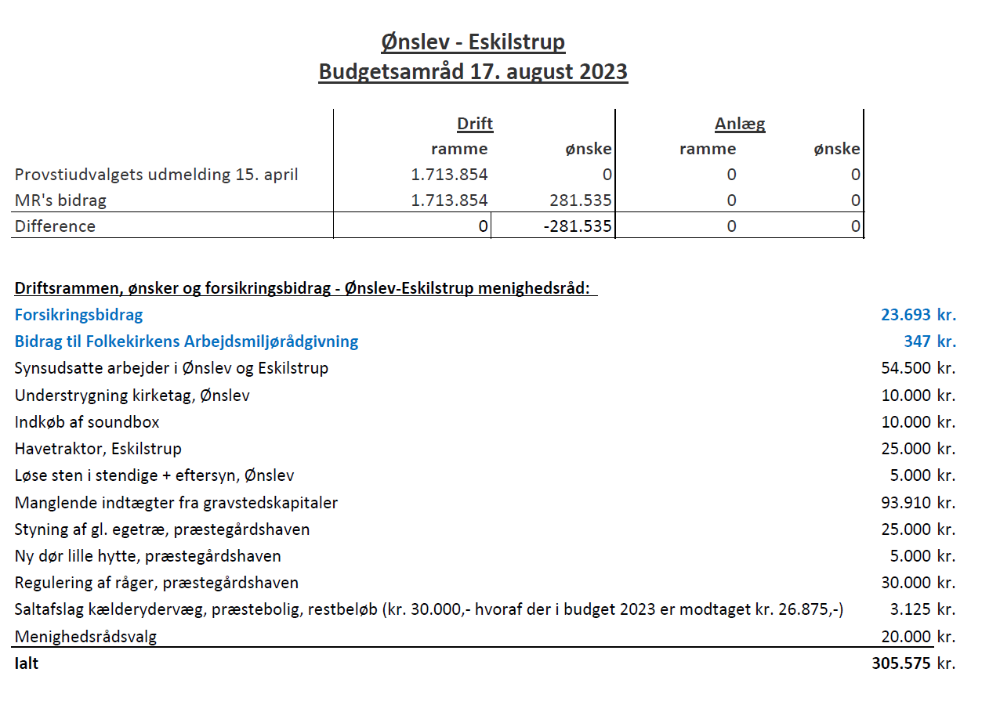 Ønslev - Eskilstrup
Budgetsamråd 17. august 2023
Drift Anlæg
ramme ønske ramme ønske
Provstiudvalgets udmelding 15. april 1.713.854 0 0 0
MR's bidrag 1.713.854 281.535 0 0
Difference 0 -281.535 0 0
Driftsrammen, ønsker og forsikringsbidrag - Ønslev-Eskilstrup menighedsråd:
Forsikringsbidrag 23.693 kr.
Bidrag til Folkekirkens Arbejdsmiljørådgivning 347 kr.
Synsudsatte arbejder i Ønslev og Eskilstrup 54.500 kr.
Understrygning kirketag, Ønslev 10.000 kr.
Indkøb af soundbox 10.000 kr.
Havetraktor, Eskilstrup 25.000 kr.
Løse sten i stendige + eftersyn, Ønslev 5.000 kr.
Manglende indtægter fra gravstedskapitaler 93.910 kr.
Styning af gl. egetræ, præstegårdshaven 25.000 kr.
Ny dør lille hytte, præstegårdshaven 5.000 kr.
Regulering af råger, præstegårdshaven 30.000 kr.
Saltafslag kælderydervæg, præstebolig, restbeløb (kr. 30.000,- hvoraf der i budget 2023 er modtaget kr. 26.875,-) 3.125 kr.
Menighedsrådsvalg 20.000 kr.
Ialt 305.575 kr.